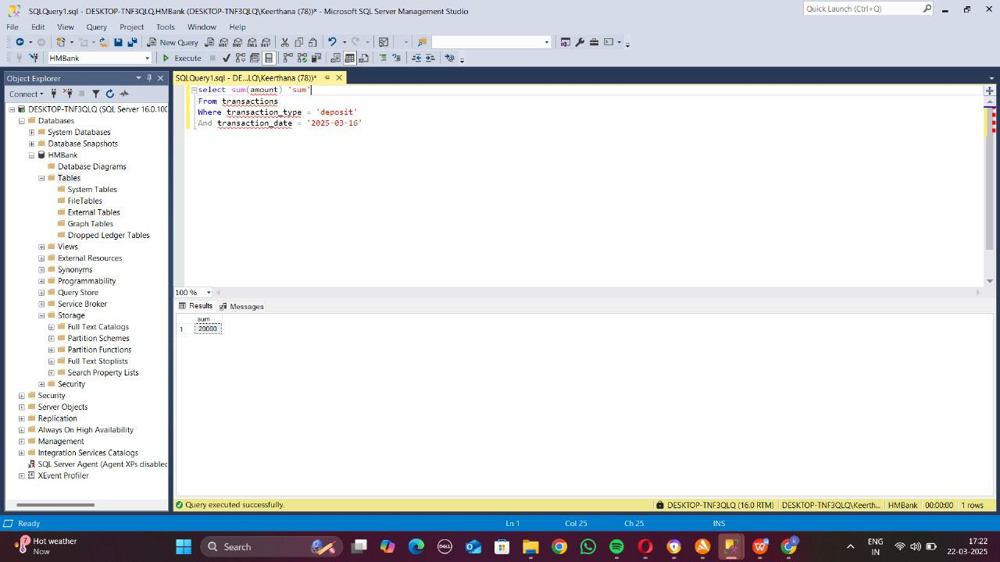 SQLQuery1.sql - DESKTOP-TNF3QLQ.HMBank (DESKTOP-TNF3QLQ\Keerthana (78))* - Microsoft SQL Server Management Studio
Quick Launch (Ctrl+Q)
File Edit View Query Project Tools Window Help
New Query
HMBank Execute
Object Explorer
SQLQuery1.sql - DE...LQ\Keerthana (78))*
Connect
select sum(amount) 'sum'
From transactions
Where transaction_type = 'deposit'
And transaction_date = '2025-03-16'
DESKTOP-TNF3QLQ (SQL Server 16.0.100
Databases
System Databases
Database Snapshots
HMBank
Database Diagrams
Tables
System Tables
FileTables
External Tables
Graph Tables
Dropped Ledger Tables
Views
External Resources
Synonyms
Programmability
Query Store
Service Broker
Storage
Full Text Catalogs
Partition Schemes
Partition Functions
Full Text Stoplists
Search Property Lists
Security
Security
Server Objects
Replication
Always On High Availability
Management
Integration Services Catalogs
SQL Server Agent (Agent XPs disabled
XEvent Profiler
100 %
Results Messages
sum
1 20000
Query executed successfully. DESKTOP-TNF3QLQ (16.0 RTM) DESKTOP-TNF3QLQ\Keerth... HMBank 00:00:00 1 rows
Ready Ln 1 Col 25 Ch 25 INS
Hot weather
Now
Search
DELL
ENG
IN
17:22
22-03-2025